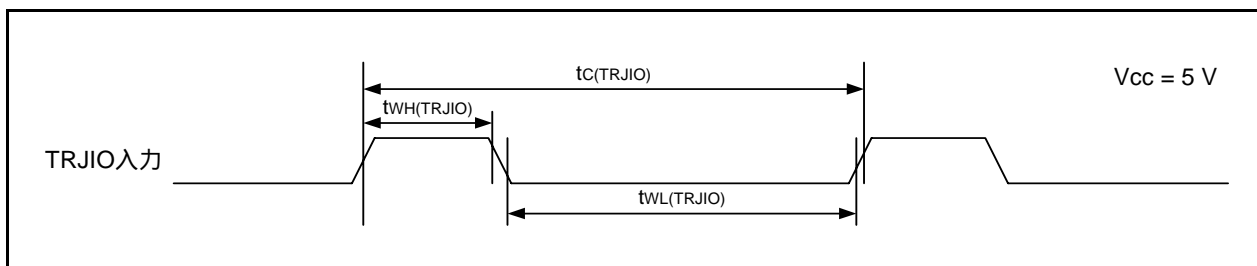 tC(TRJIO)
Vcc = 5 V
tWH(TRJIO)
TRJIO入力
tWL(TRJIO)